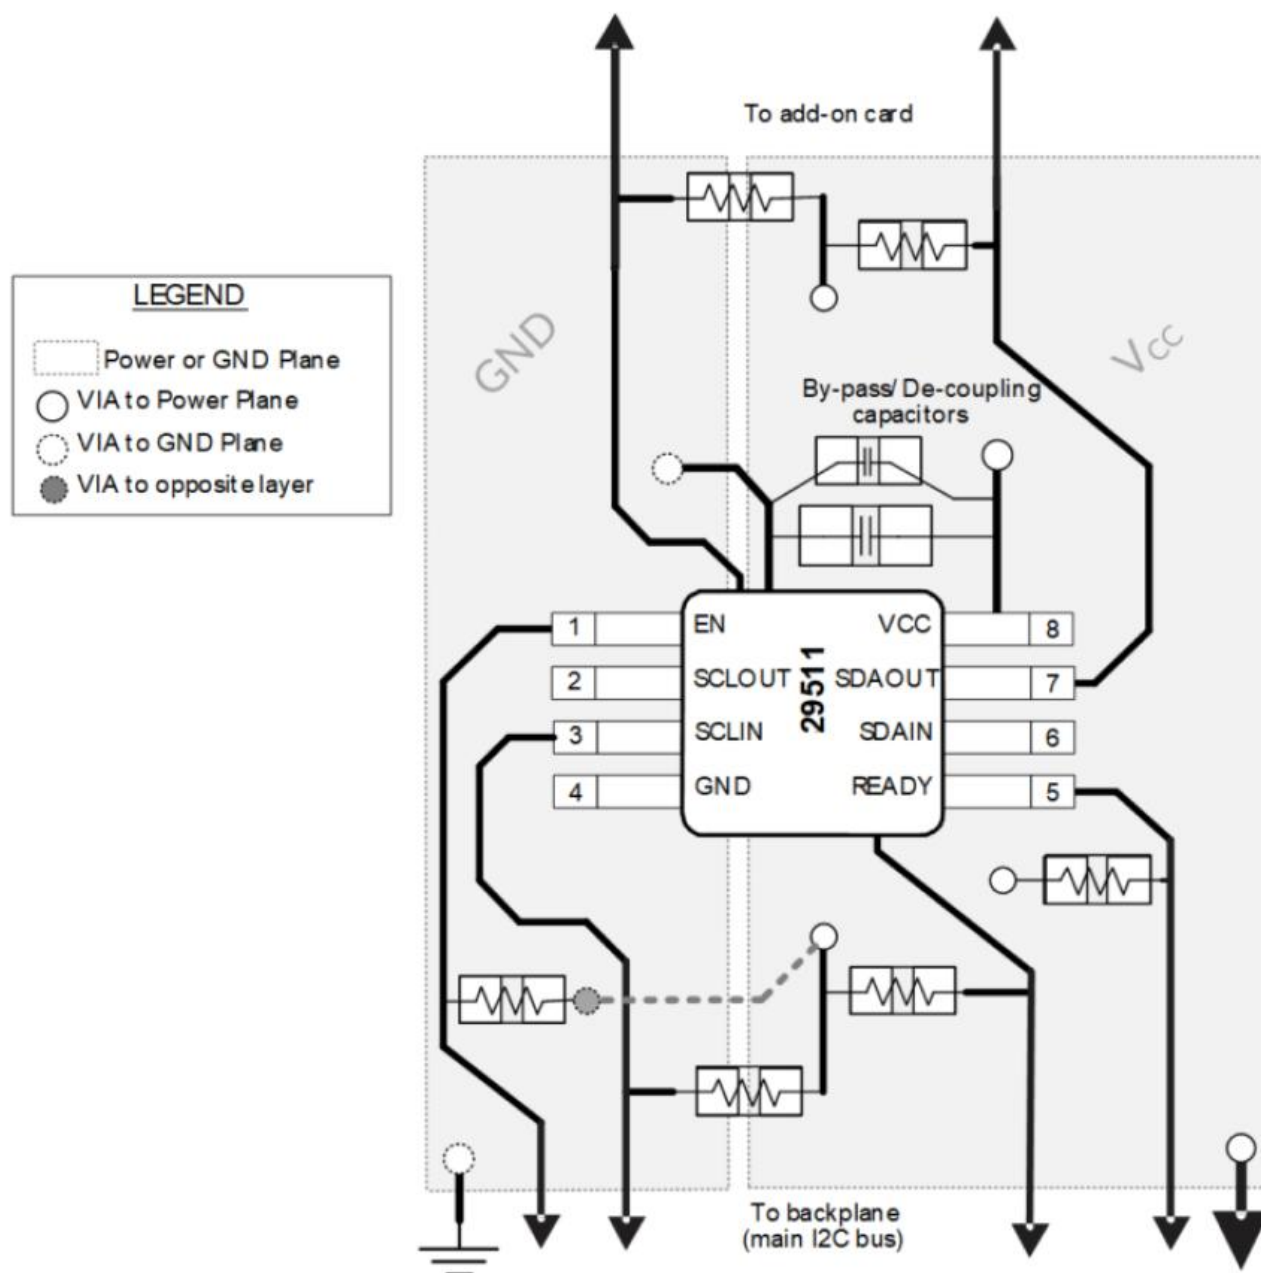 To add-on card
LEGEND
Power or GND Plane
VIA to Power Plane
VIA to GND Plane
VIA to opposite layer
GND
VCC
By-pass/ De-coupling
capacitors
1 EN VCC 8
2 SCLOUT SDAOUT 7
29511
3 SCLIN SDAIN 6
4 GND READY 5
To backplane
(main I2C bus)